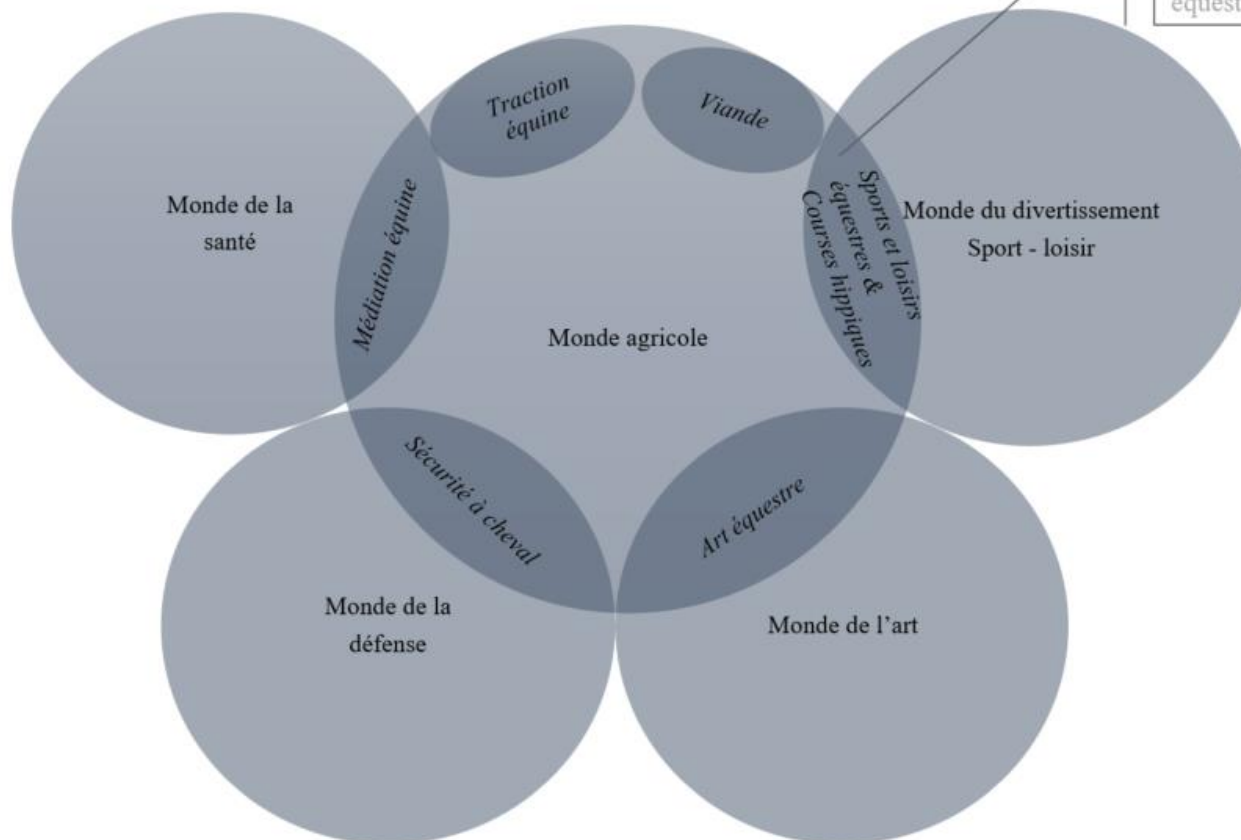 Traction
équine
Viande
Monde de la
santé
Médiation équine
Sports et loisirs
équestres &
Courses hippiques
Monde du divertissement
Sport - loisir
Monde agricole
Sécurité à cheval
Art équestre
Monde de la
défense
Monde de l’art